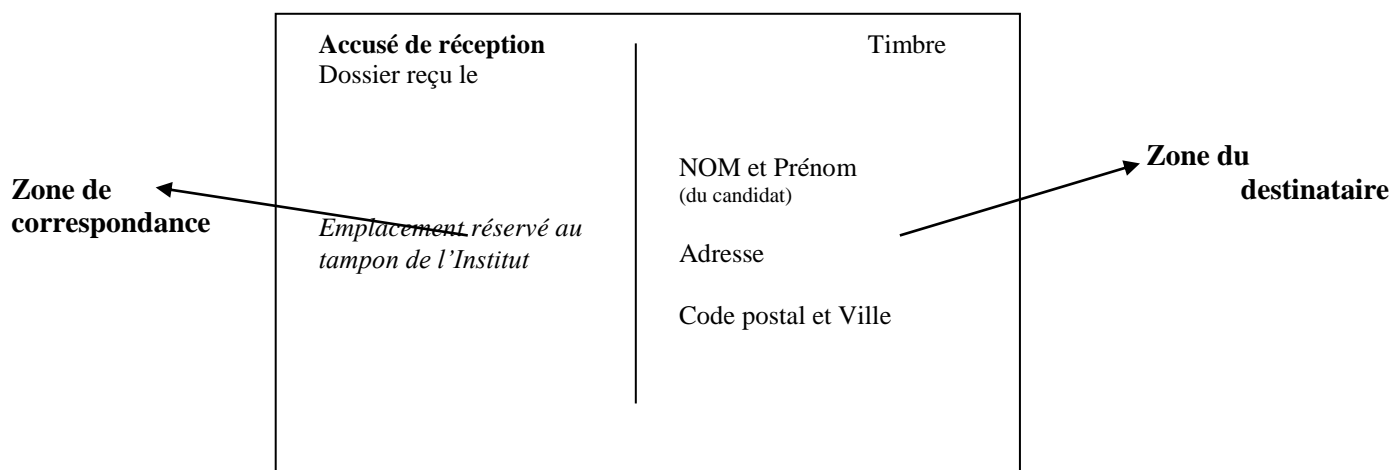 Accusé de réception
Dossier reçu le
Timbre
Zone de
correspondance
Emplacement réservé au
tampon de l’Institut
NOM et Prénom
(du candidat)
Adresse
Code postal et Ville
Zone du
destinataire